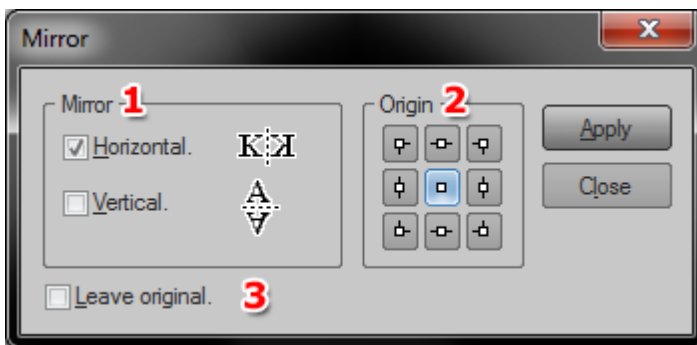 Mirror
Mirror 1
Origin 2
Horizontal.
K
Apply
Vertical.
A
Close
Leave original. 3